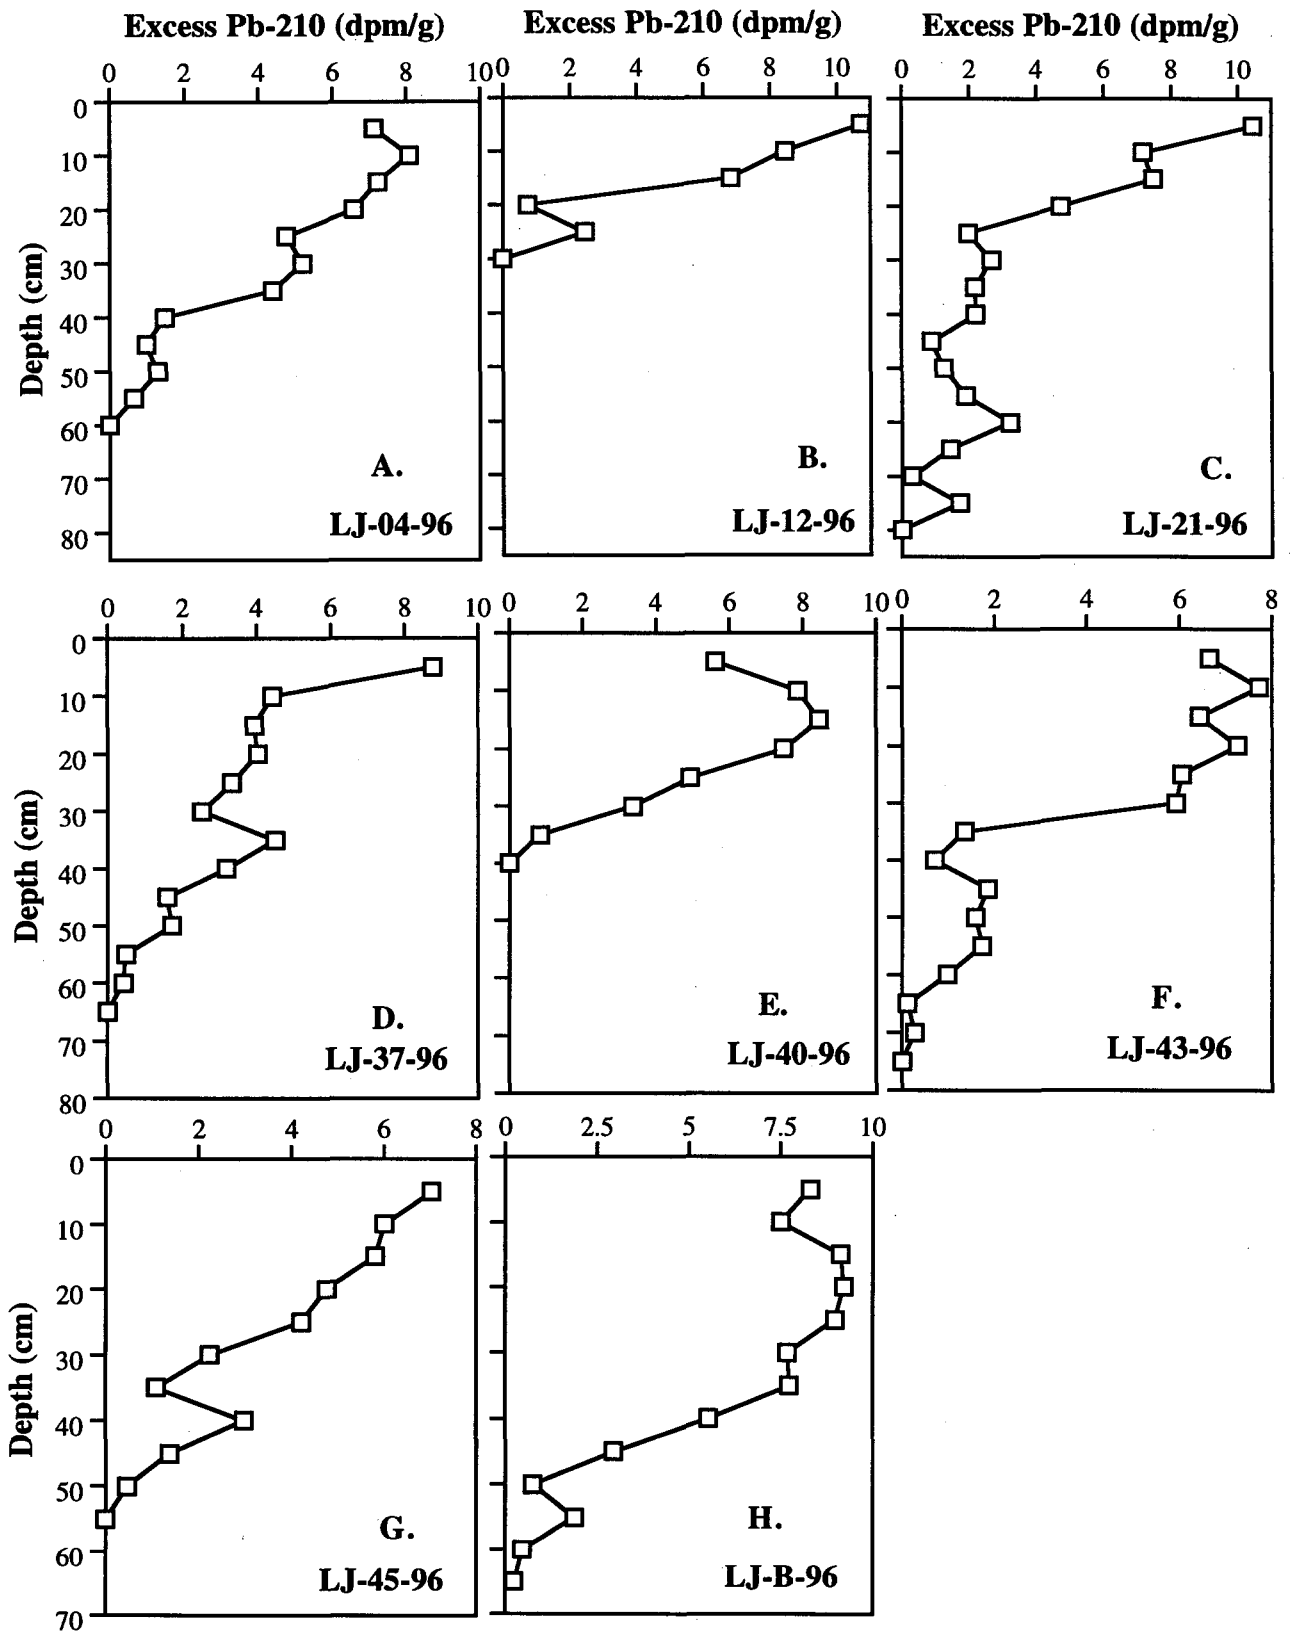 Excess Pb-210 (dpm/g) Excess Pb-210 (dpm/g) Excess Pb-210 (dpm/g)
0 2 4 6 8 10 0 2 4 6 8 10 0 2 4 6 8 10
0
10
20
30
40
50
60
70
80
Depth (cm)
A.
LJ-04-96
B.
LJ-12-96
C.
LJ-21-96
0 2 4 6 8 10 0 2 4 6 8 10 0 2 4 6 8
0
10
20
30
40
50
60
70
80
Depth (cm)
D.
LJ-37-96
E.
LJ-40-96
F.
LJ-43-96
0 2 4 6 8 0 2.5 5 7.5 10
0
10
20
30
40
50
60
70
Depth (cm)
G.
LJ-45-96
H.
LJ-B-96